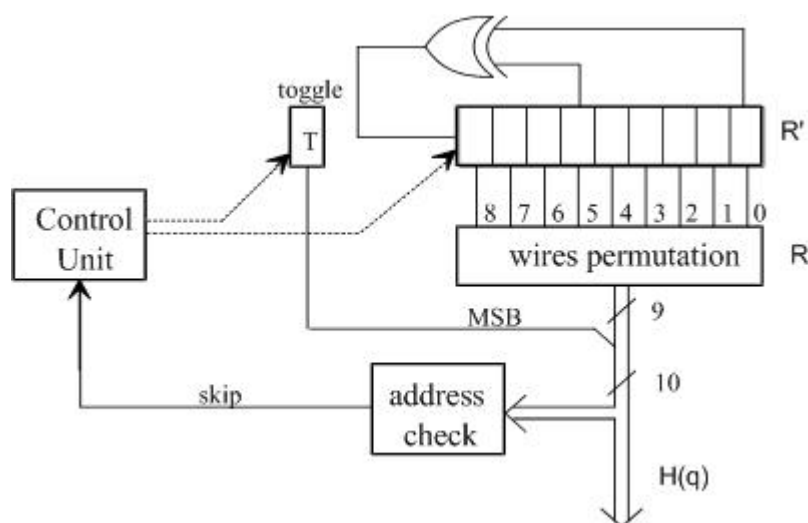 toggle
T
R'
8 7 6 5 4 3 2 1 0
Control
Unit
wires permutation
R
9
MSB
10
skip
address
check
H(q)